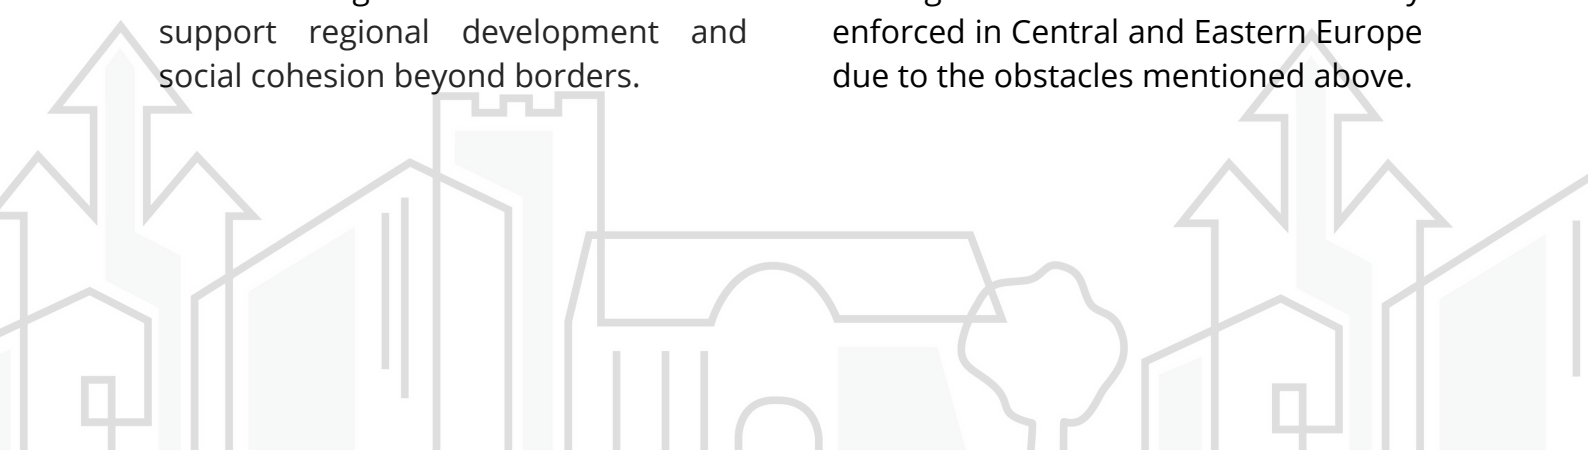 support regional development and
social cohesion beyond borders.
enforced in Central and Eastern Europe
due to the obstacles mentioned above.